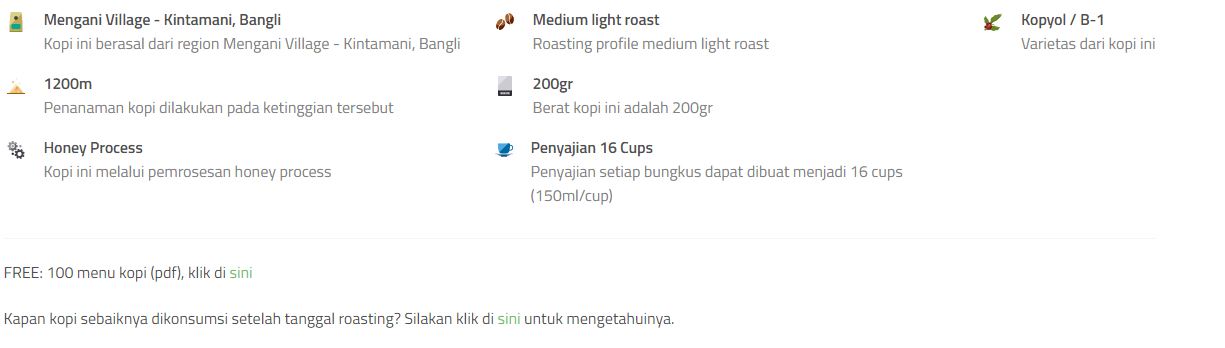 Mengani Village - Kintamani, Bangli
Kopi ini berasal dari region Mengani Village - Kintamani, Bangli
1200m
Penanaman kopi dilakukan pada ketinggian tersebut
Honey Process
Kopi ini melalui pemrosesan honey process
Medium light roast
Roasting profile medium light roast
200gr
Berat kopi ini adalah 200gr
Penyajian 16 Cups
Penyajian setiap bungkus dapat dibuat menjadi 16 cups
(150ml/cup)
Kopyol / B-1
Varietas dari kopi ini
FREE: 100 menu kopi (pdf), klik di sini
Kapan kopi sebaiknya dikonsumsi setelah tanggal roasting? Silakan klik di sini untuk mengetahuinya.